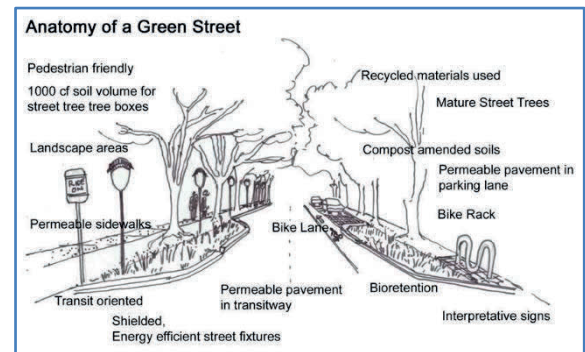 Anatomy of a Green Street
Pedestrian friendly
1000 cf of soil volume for
street tree tree boxes
Landscape areas
Permeable sidewalks
Transit oriented
Shielded,
Energy efficient street fixtures
Permeable pavement
in transitway
Bike Lane
Recycled materials used
Mature Street Trees
Compost amended soils
Permeable pavement in
parking lane
Bike Rack
Bioretention
Interpretative signs